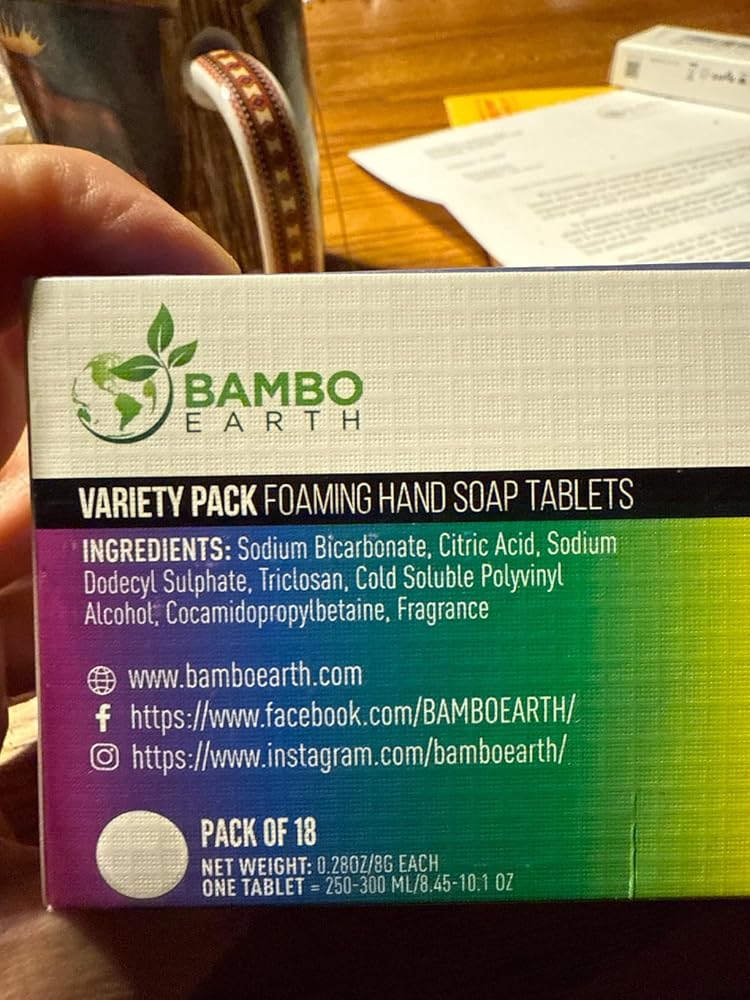 BAMBO
EARTH
VARIETY PACK FOAMING HAND SOAP TABLETS
INGREDIENTS: Sodium Bicarbonate, Citric Acid, Sodium
Dodecyl Sulphate, Triclosan, Cold Soluble Polyvinyl
Alcohol, Cocamidopropylbetaine, Fragrance
www.bamboearth.com
https://www.facebook.com/BAMBOEARTH/
https://www.instagram.com/bamboearth/
PACK OF 18
NET WEIGHT: 0.28OZ/8G EACH
ONE TABLET = 250-300 ML/8.45-10.1 OZ